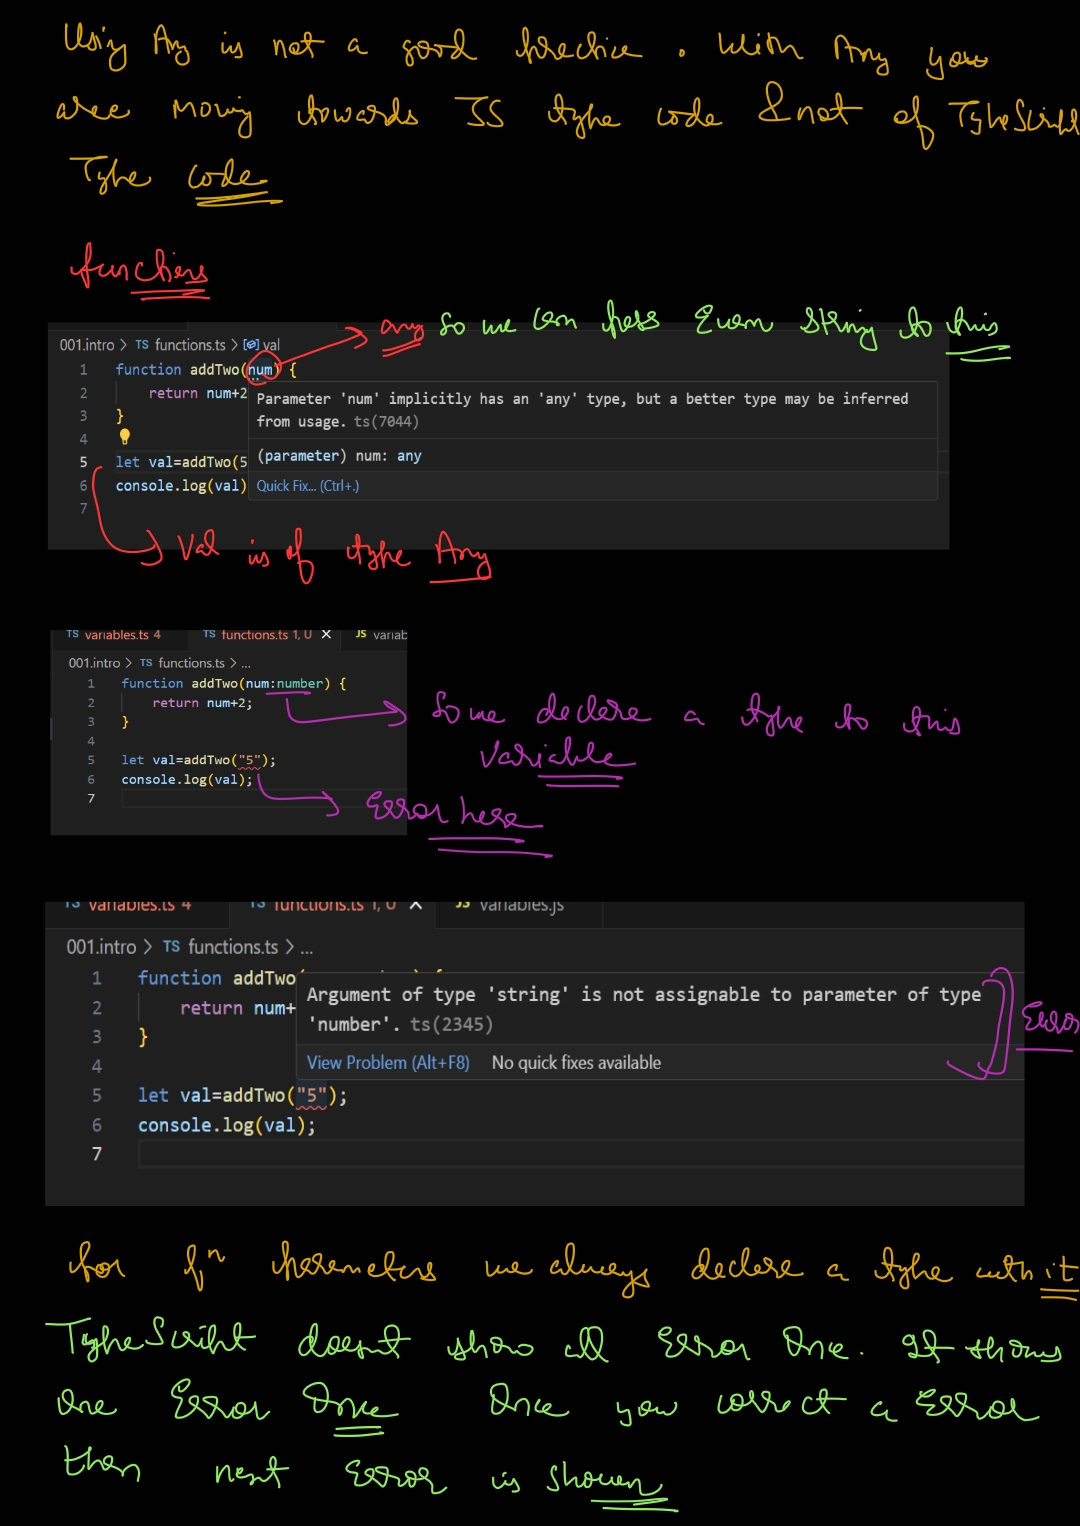 Using Any is not a good practice. With Any you
are moving towards JS type code & not of TypeScript
Type code
functions
any so we can pass even string to this
001.intro > TS functions.ts > val
1 function addTwo(num) {
2 return num+2
3 }
4
5 let val=addTwo(5
6 console.log(val)
7
Parameter 'num' implicitly has an 'any' type, but a better type may be inferred
from usage. ts(7044)
(parameter) num: any
Quick Fix... (Ctrl+.)
Val is of type Any
TS variables.ts 4 TS functions.ts 1, U X JS variab
001.intro > TS functions.ts > ...
1 function addTwo(num:number) {
2 return num+2;
3 }
4
5 let val=addTwo("5");
6 console.log(val);
7
So we declare a type to this
variable
Error here
TS variables.ts 4 TS functions.ts 1, U X JS variables.js
001.intro > TS functions.ts > ...
1 function addTwo
2 return num+
3 }
4
5 let val=addTwo("5");
6 console.log(val);
7
Argument of type 'string' is not assignable to parameter of type
'number'. ts(2345)
View Problem (Alt+F8) No quick fixes available
Error
for fⁿ paremeters we always declare a type with it
TypeScript doesnt show all Error One. It shows
One Error Once Once you correct a Error
then next Error is shown